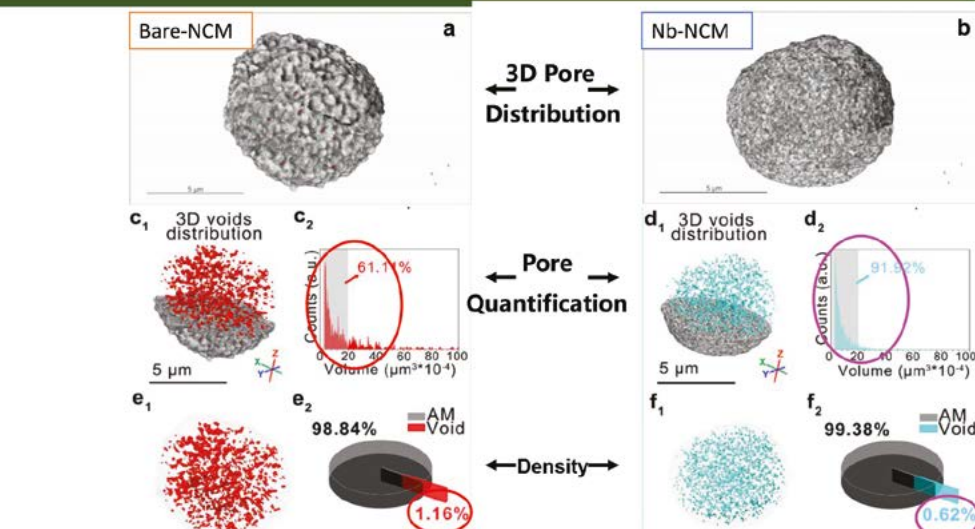 Bare-NCM
a
Nb-NCM
b
3D Pore
Distribution
5 μm
5 μm
c1
3D voids
distribution
c2
61.11%
Counts (a.u.)
0 20 40 60 80 100
Volume (μm³*10⁻⁴)
X
Y
Z
5 μm
Pore
Quantification
d1
3D voids
distribution
d2
91.92%
Counts (a.u.)
0 20 40 60 80 100
Volume (μm³*10⁻⁴)
X
Y
Z
5 μm
e1
e2
AM
Void
98.84%
1.16%
Density
f1
f2
AM
Void
99.38%
0.62%